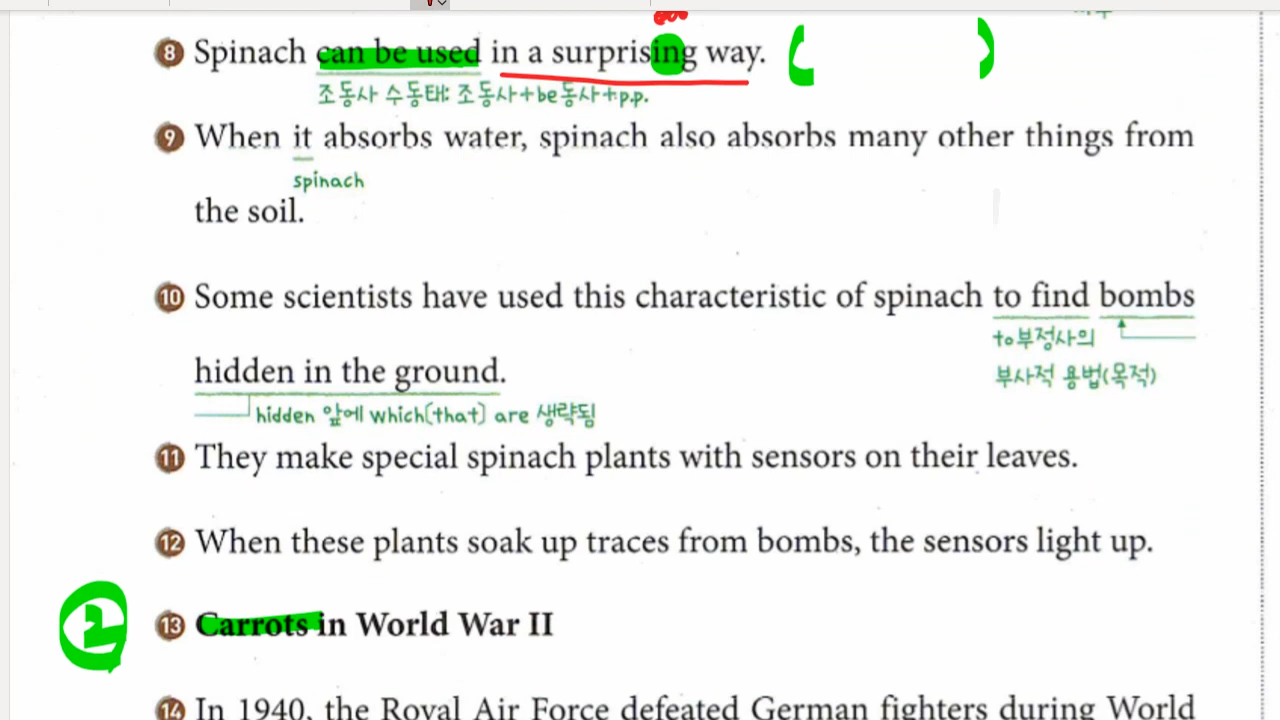 8 Spinach can be used in a surprising way. ( )
조동사 수동태: 조동사+be동사+p.p.
9 When it absorbs water, spinach also absorbs many other things from
spinach
the soil.
10 Some scientists have used this characteristic of spinach to find bombs
to부정사의
부사적 용법(목적)
hidden in the ground.
hidden 앞에 which(that) are 생략됨
11 They make special spinach plants with sensors on their leaves.
12 When these plants soak up traces from bombs, the sensors light up.
2 13 Carrots in World War II
14 In 1940, the Royal Air Force defeated German fighters during World